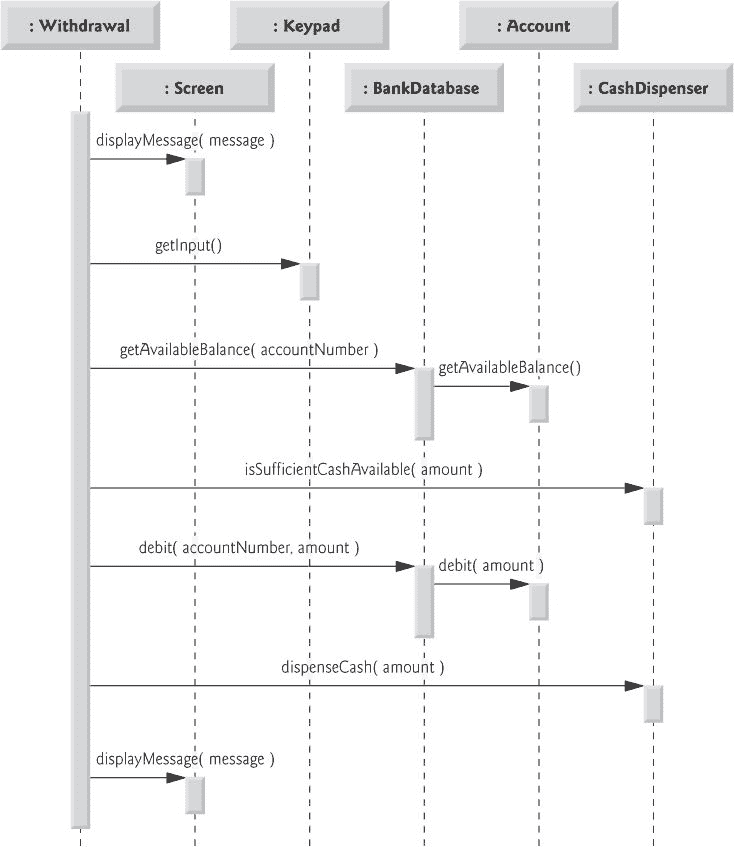 : Withdrawal
: Keypad
: Account
: Screen
: BankDatabase
: CashDispenser
displayMessage( message )
getInput()
getAvailableBalance( accountNumber )
getAvailableBalance()
isSufficientCashAvailable( amount )
debit( accountNumber, amount )
debit( amount )
dispenseCash( amount )
displayMessage( message )